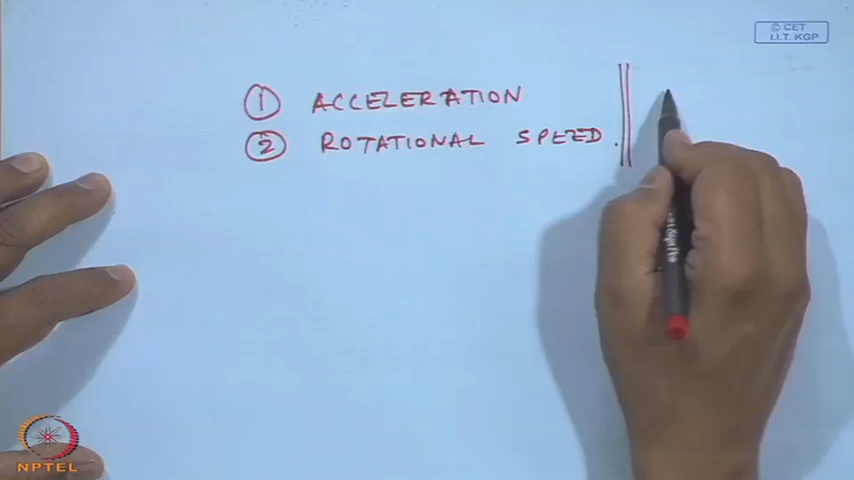 © CET
I.I.T. KGP
1 ACCELERATION
2 ROTATIONAL SPEED.
NPTEL